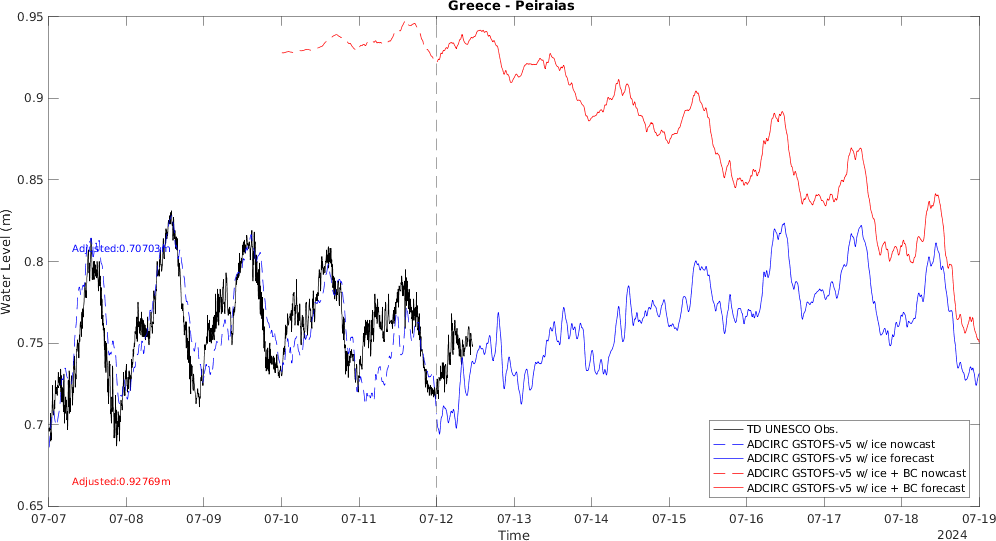 Greece - Peiraias
0.95
0.9
0.85
0.8
0.75
0.7
0.65
Water Level (m)
Adjusted:0.70703m
Adjusted:0.92769m
TD UNESCO Obs.
ADCIRC GSTOFS-v5 w/ ice nowcast
ADCIRC GSTOFS-v5 w/ ice forecast
ADCIRC GSTOFS-v5 w/ ice + BC nowcast
ADCIRC GSTOFS-v5 w/ ice + BC forecast
07-07 07-08 07-09 07-10 07-11 07-12 07-13 07-14 07-15 07-16 07-17 07-18 07-19
Time
2024